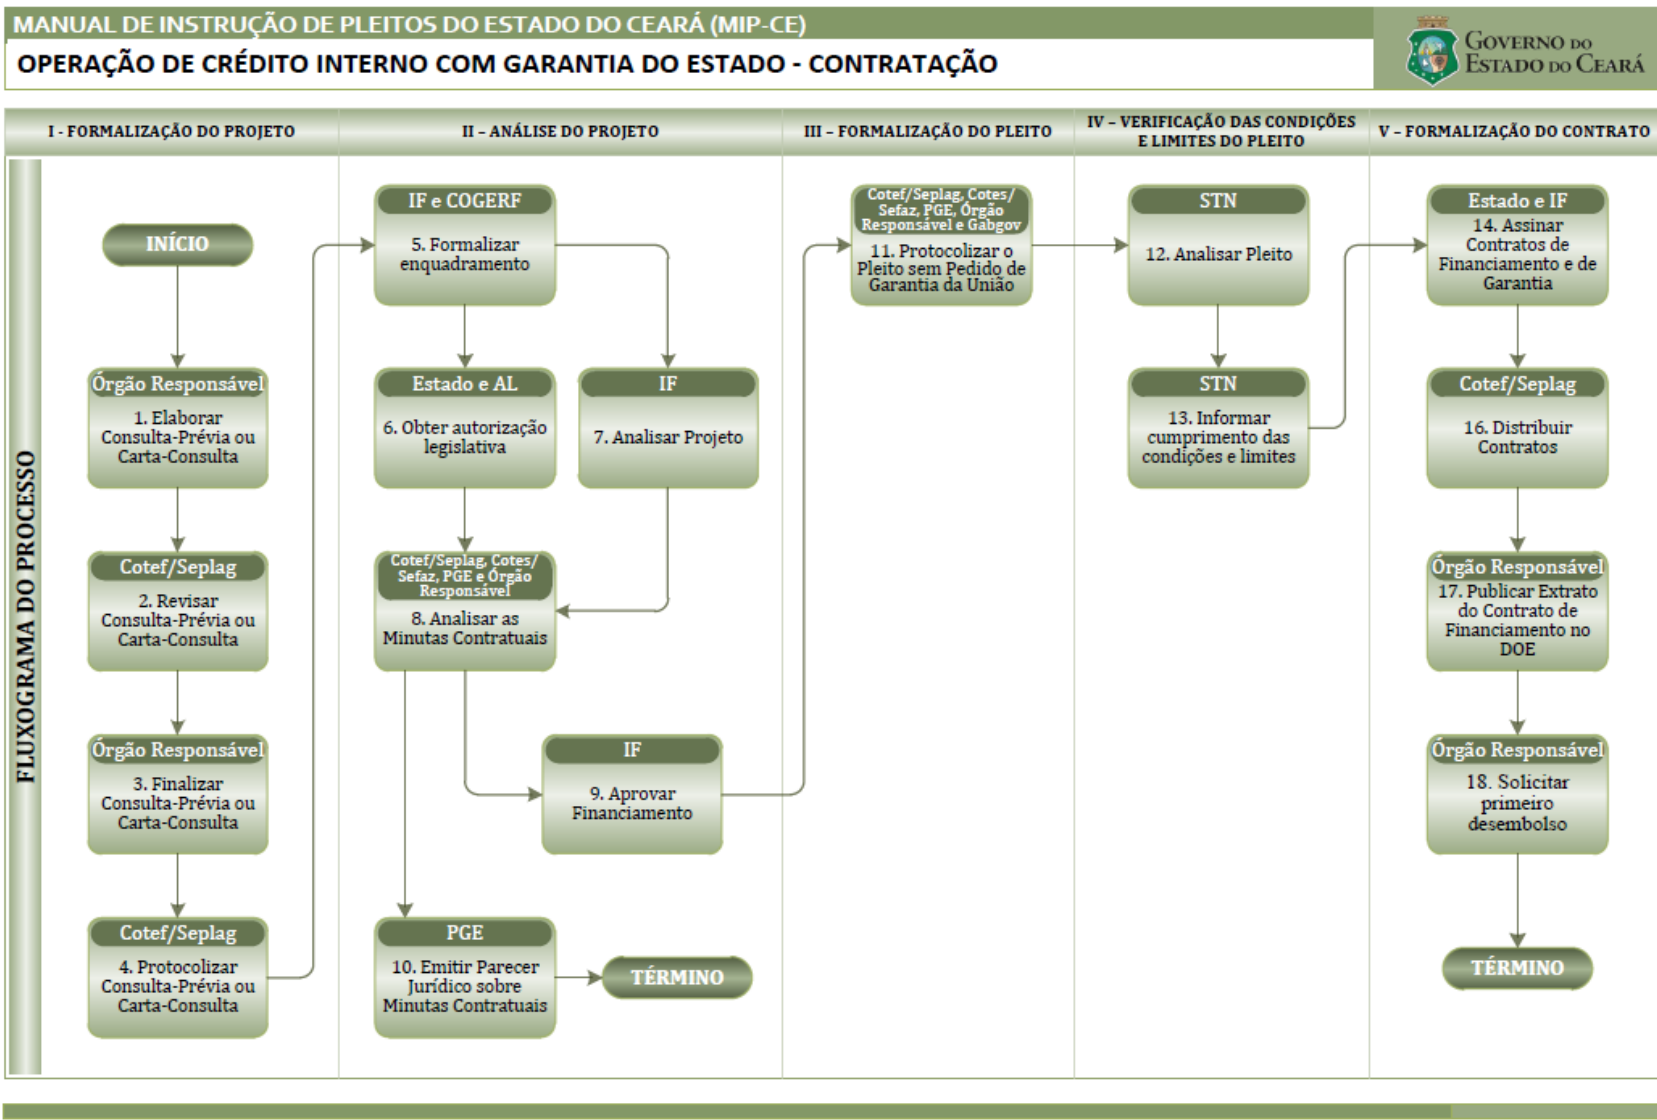 MANUAL DE INSTRUÇÃO DE PLEITOS DO ESTADO DO CEARÁ (MIP-CE)
OPERAÇÃO DE CRÉDITO INTERNO COM GARANTIA DO ESTADO - CONTRATAÇÃO
GOVERNO DO
ESTADO DO CEARÁ
I - FORMALIZAÇÃO DO PROJETO
II – ANÁLISE DO PROJETO
III – FORMALIZAÇÃO DO PLEITO
IV – VERIFICAÇÃO DAS CONDIÇÕES
E LIMITES DO PLEITO
V – FORMALIZAÇÃO DO CONTRATO
FLUXOGRAMA DO PROCESSO
INÍCIO
Órgão Responsável
1. Elaborar
Consulta-Prévia ou
Carta-Consulta
Cotef/Seplag
2. Revisar
Consulta-Prévia ou
Carta-Consulta
Órgão Responsável
3. Finalizar
Consulta-Prévia ou
Carta-Consulta
Cotef/Seplag
4. Protocolizar
Consulta-Prévia ou
Carta-Consulta
IF e COGERF
5. Formalizar
enquadramento
Estado e AL
6. Obter autorização
legislativa
IF
7. Analisar Projeto
Cotef/Seplag, Cotes/
Sefaz, PGE e Órgão
Responsável
8. Analisar as
Minutas Contratuais
IF
9. Aprovar
Financiamento
PGE
10. Emitir Parecer
Jurídico sobre
Minutas Contratuais
TÉRMINO
Cotef/Seplag, Cotes/
Sefaz, PGE, Órgão
Responsável e Gabgov
11. Protocolizar o
Pleito sem Pedido de
Garantia da União
STN
12. Analisar Pleito
STN
13. Informar
cumprimento das
condições e limites
Estado e IF
14. Assinar
Contratos de
Financiamento e de
Garantia
Cotef/Seplag
16. Distribuir
Contratos
Órgão Responsável
17. Publicar Extrato
do Contrato de
Financiamento no
DOE
Órgão Responsável
18. Solicitar
primeiro
desembolso
TÉRMINO